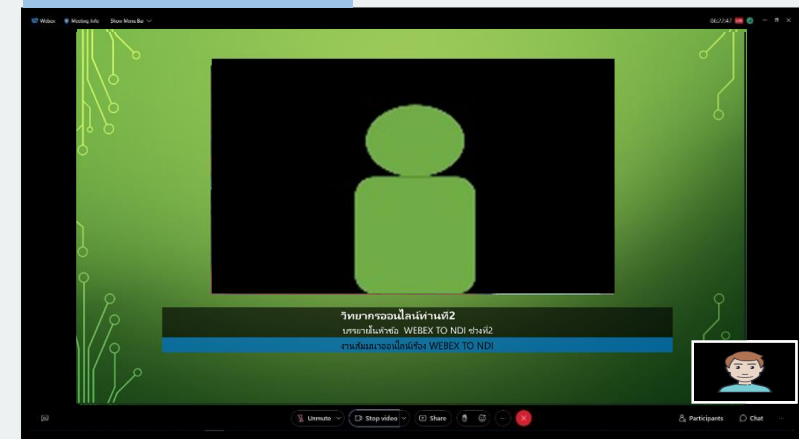 Webex Meeting Info Show Menu Bar 06:22:47
วิทยากรออนไลน์ท่านที่2
บรรยายในหัวข้อ WEBEX TO NDI ช่วงที่2
งานสัมมนาออนไลน์เรื่อง WEBEX TO NDI
Unmute Stop video Share Participants Chat